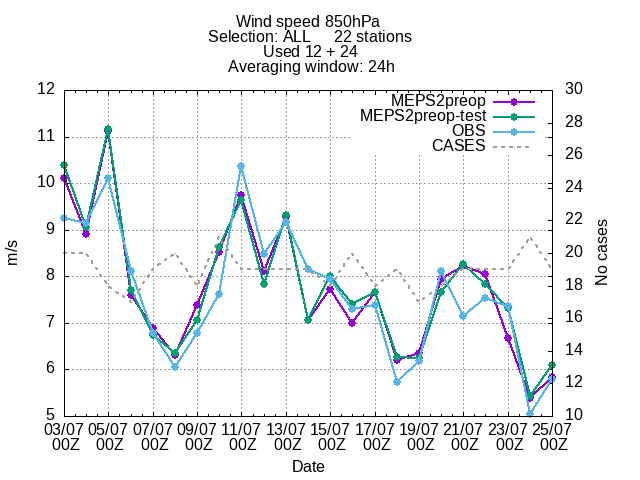 Wind speed 850hPa
Selection: ALL 22 stations
Used 12 + 24
Averaging window: 24h
12 30
MEPS2preop
MEPS2preop-test
OBS
CASES
28
11
26
10 24
22
9
20
8
18
7 16
14
6
12
5 10
m/s
No cases
03/07 05/07 07/07 09/07 11/07 13/07 15/07 17/07 19/07 21/07 23/07 25/07
00Z 00Z 00Z 00Z 00Z 00Z 00Z 00Z 00Z 00Z 00Z 00Z
Date